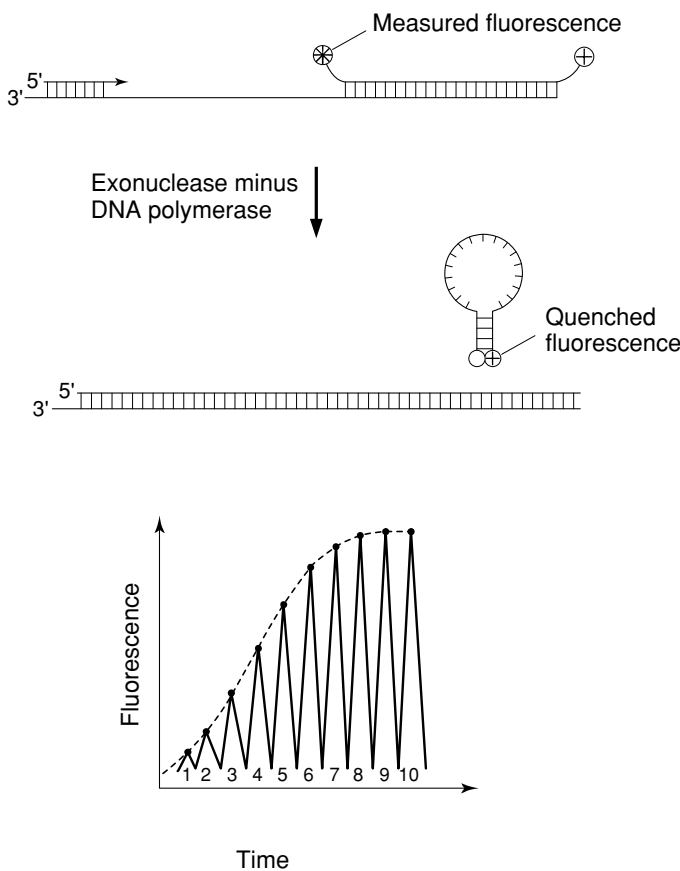 Measured fluorescence
5'
3'
Exonuclease minus
DNA polymerase
Quenched
fluorescence
5'
3'
Fluorescence
1 2 3 4 5 6 7 8 9 10
Time